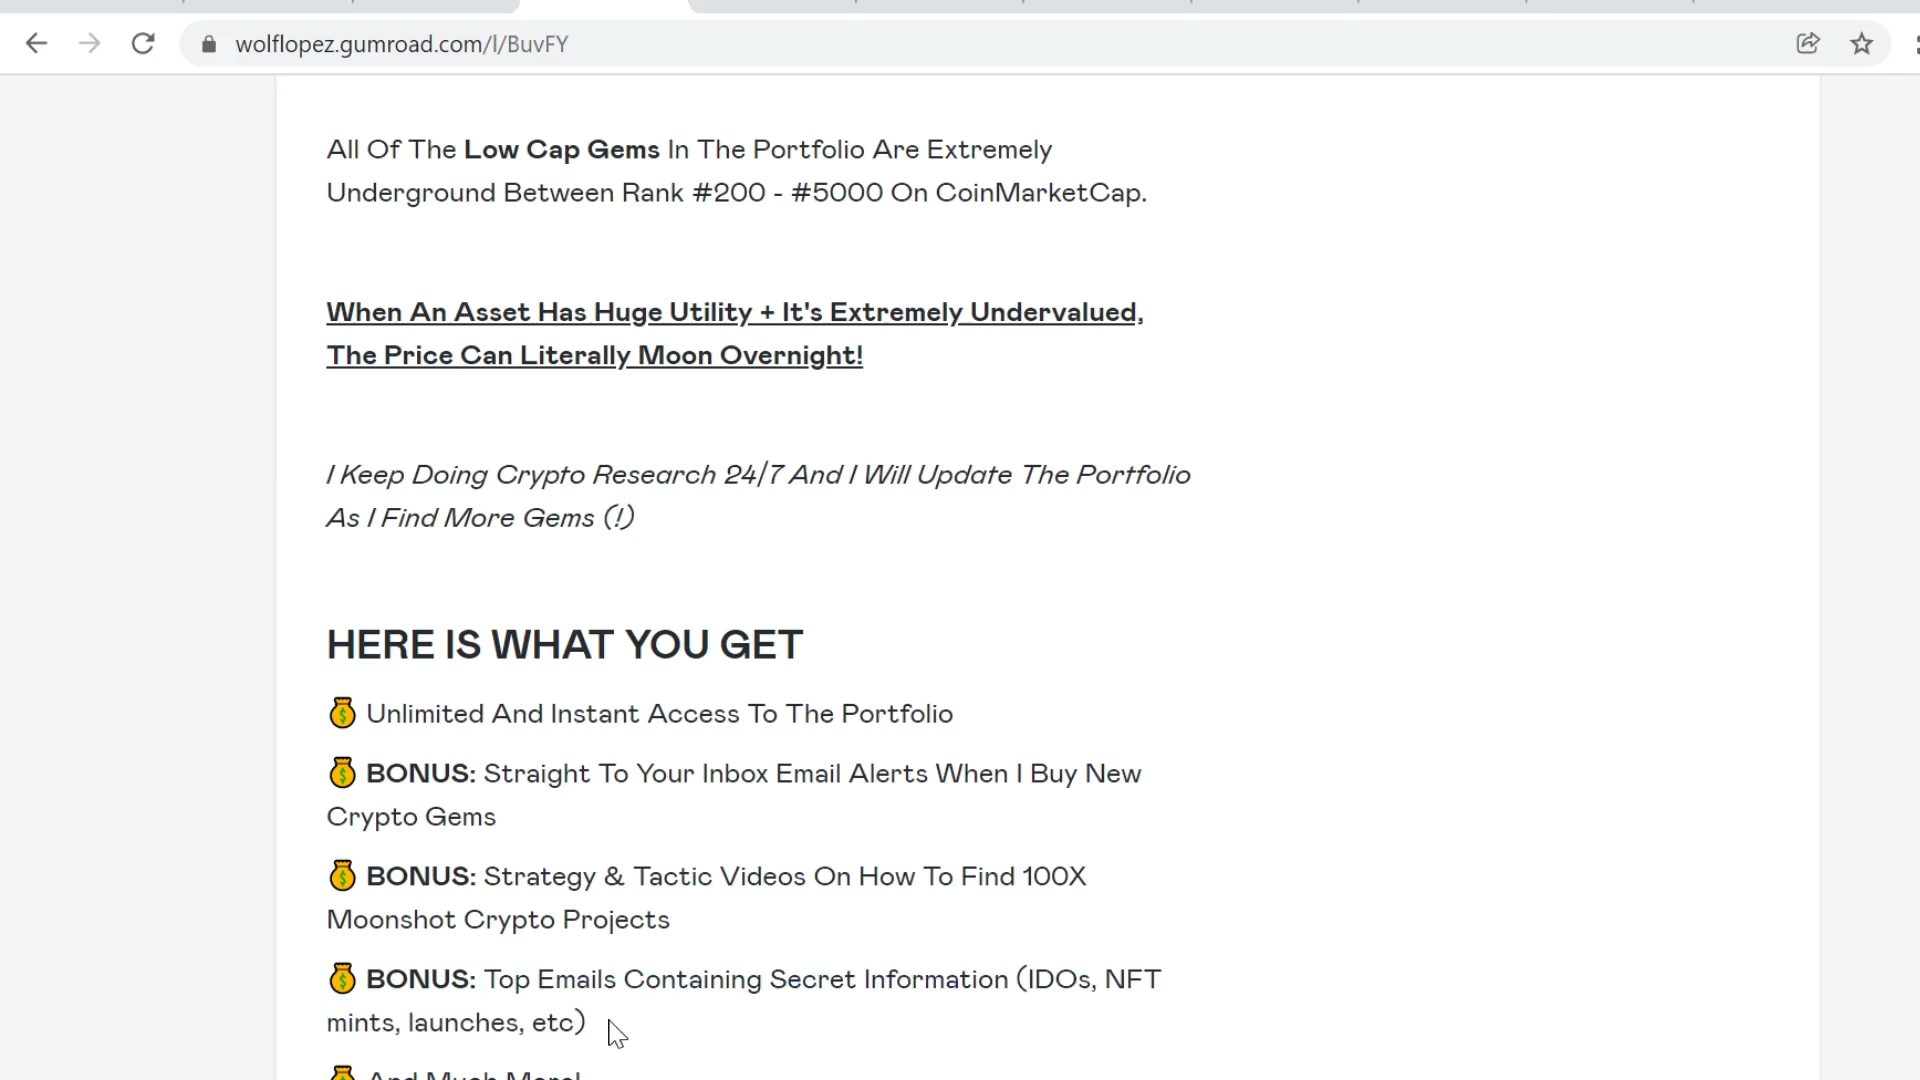 wolflopez.gumroad.com/l/BuvFY
All Of The Low Cap Gems In The Portfolio Are Extremely
Underground Between Rank #200 - #5000 On CoinMarketCap.
When An Asset Has Huge Utility + It's Extremely Undervalued,
The Price Can Literally Moon Overnight!
I Keep Doing Crypto Research 24/7 And I Will Update The Portfolio
As I Find More Gems (!)
HERE IS WHAT YOU GET
Unlimited And Instant Access To The Portfolio
BONUS: Straight To Your Inbox Email Alerts When I Buy New
Crypto Gems
BONUS: Strategy & Tactic Videos On How To Find 100X
Moonshot Crypto Projects
BONUS: Top Emails Containing Secret Information (IDOs, NFT
mints, launches, etc)
And Much More!